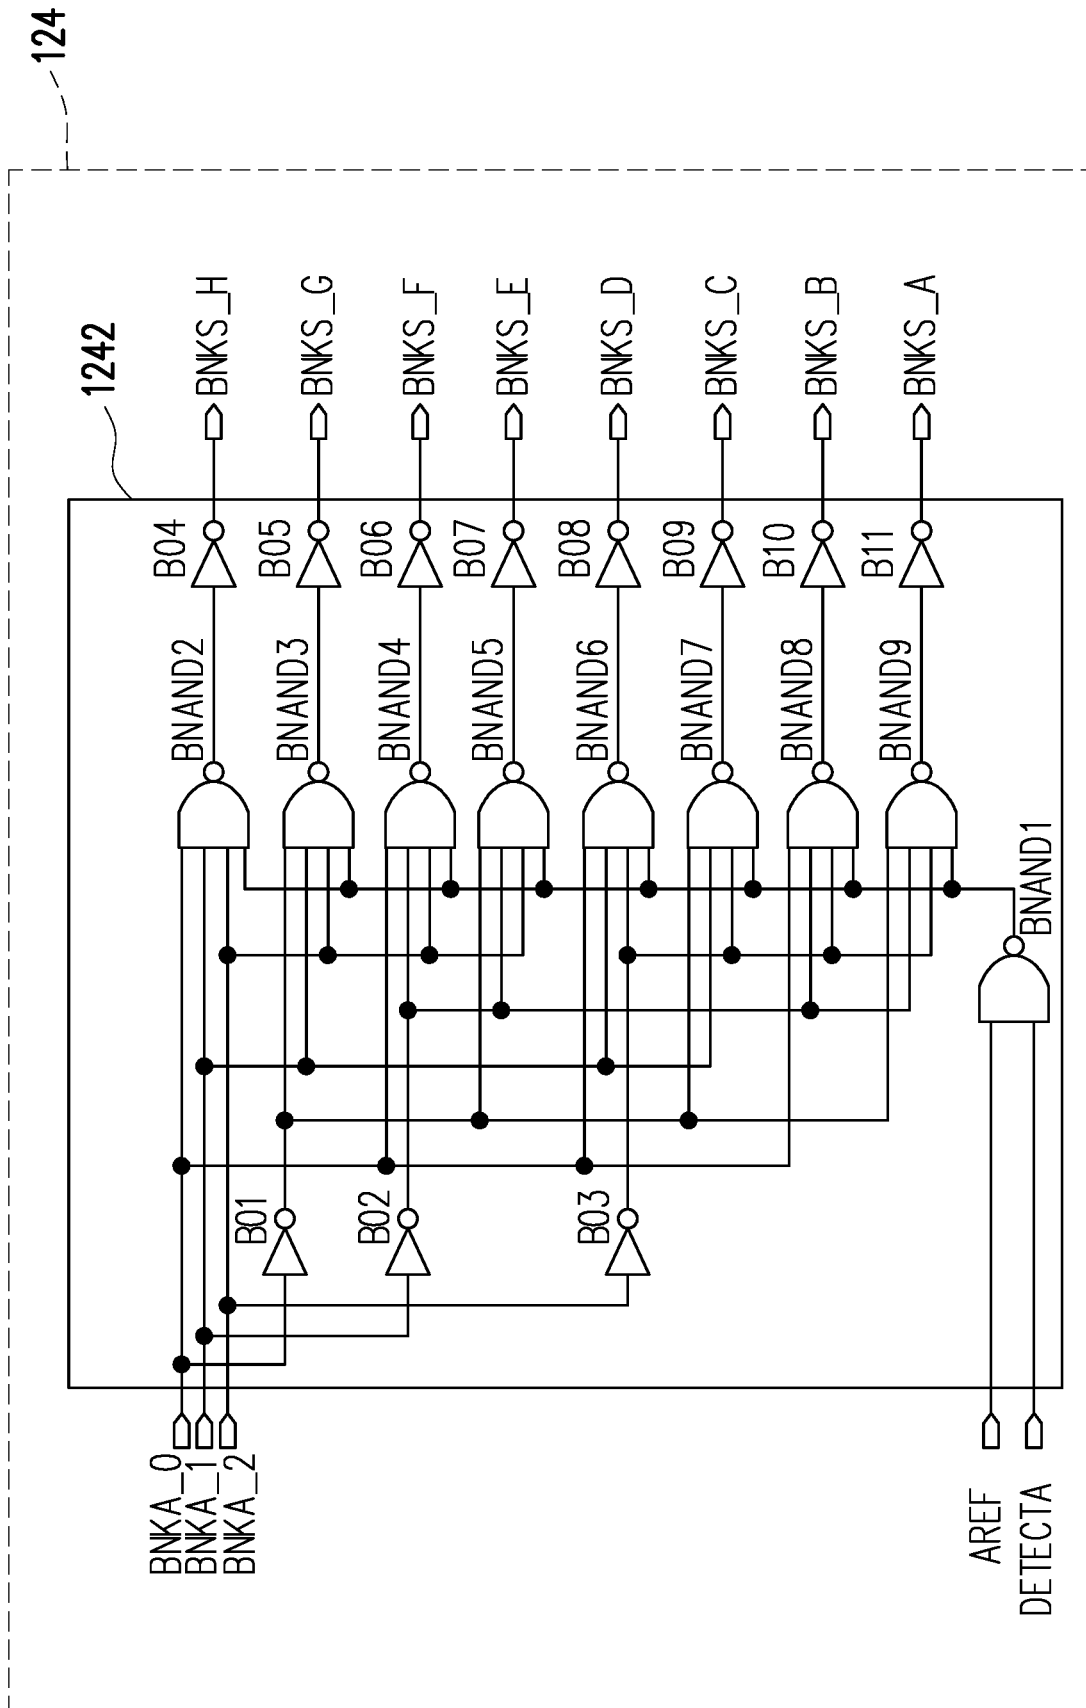 124
1242
BNKA_0
BNKA_1
BNKA_2
AREF
DETECTA
B01
B02
B03
BNAND1
BNAND2
BNAND3
BNAND4
BNAND5
BNAND6
BNAND7
BNAND8
BNAND9
B04
B05
B06
B07
B08
B09
B10
B11
BNKS_H
BNKS_G
BNKS_F
BNKS_E
BNKS_D
BNKS_C
BNKS_B
BNKS_A